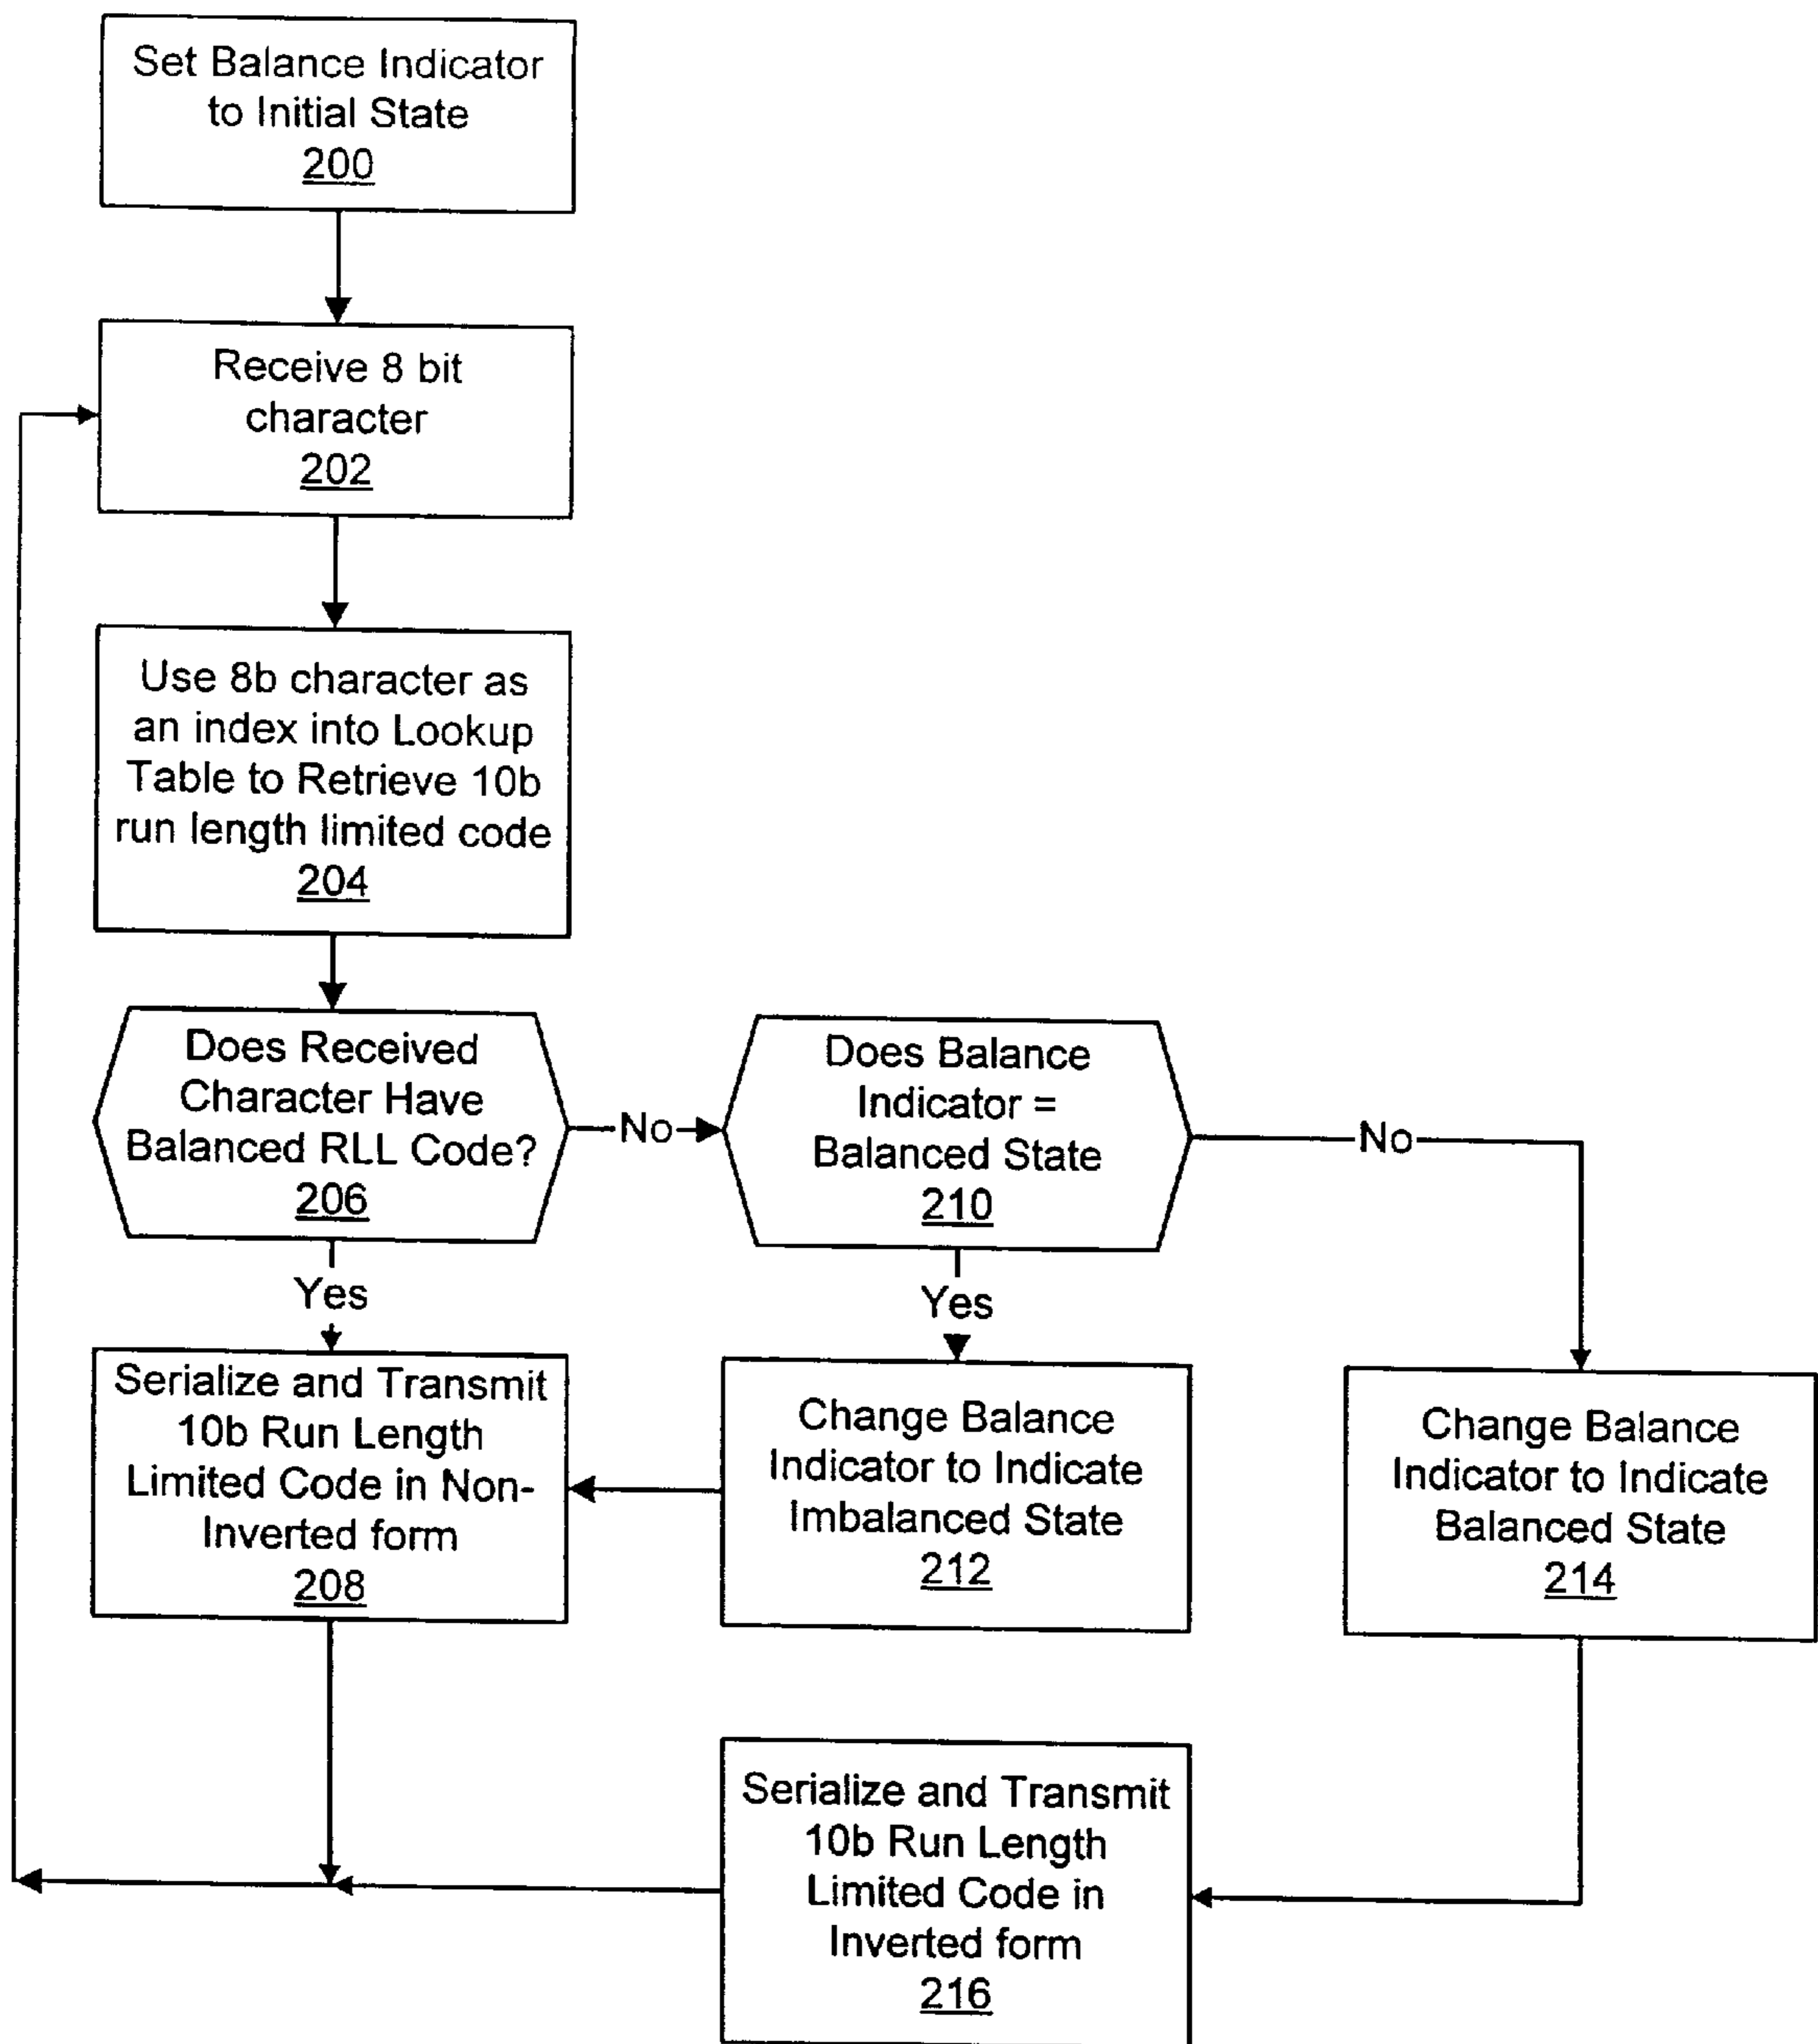 Set Balance Indicator
to Initial State
200
Receive 8 bit
character
202
Use 8b character as
an index into Lookup
Table to Retrieve 10b
run length limited code
204
Does Received
Character Have
Balanced RLL Code?
206
No
Does Balance
Indicator =
Balanced State
210
No
Yes
Yes
Serialize and Transmit
10b Run Length
Limited Code in Non-
Inverted form
208
Change Balance
Indicator to Indicate
Imbalanced State
212
Change Balance
Indicator to Indicate
Balanced State
214
Serialize and Transmit
10b Run Length
Limited Code in
Inverted form
216